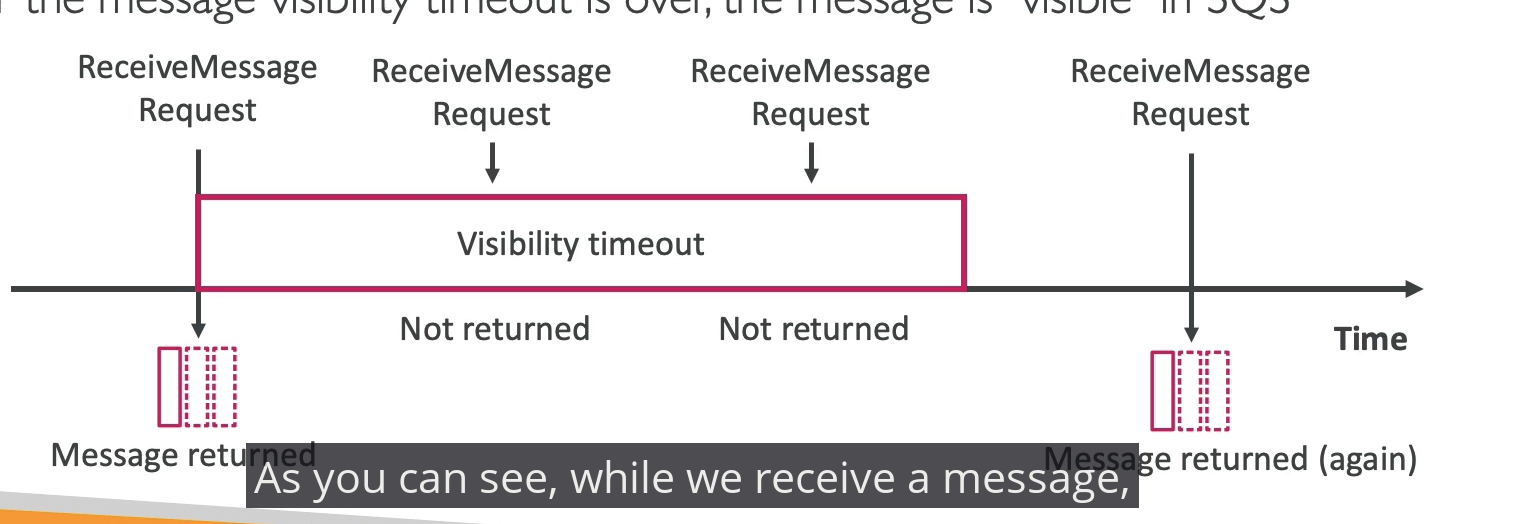 the message visibility timeout is over, the message is "visible" in SQS
ReceiveMessage
Request
ReceiveMessage
Request
ReceiveMessage
Request
ReceiveMessage
Request
Visibility timeout
Not returned
Not returned
Time
Message returned
Message returned (again)
As you can see, while we receive a message,